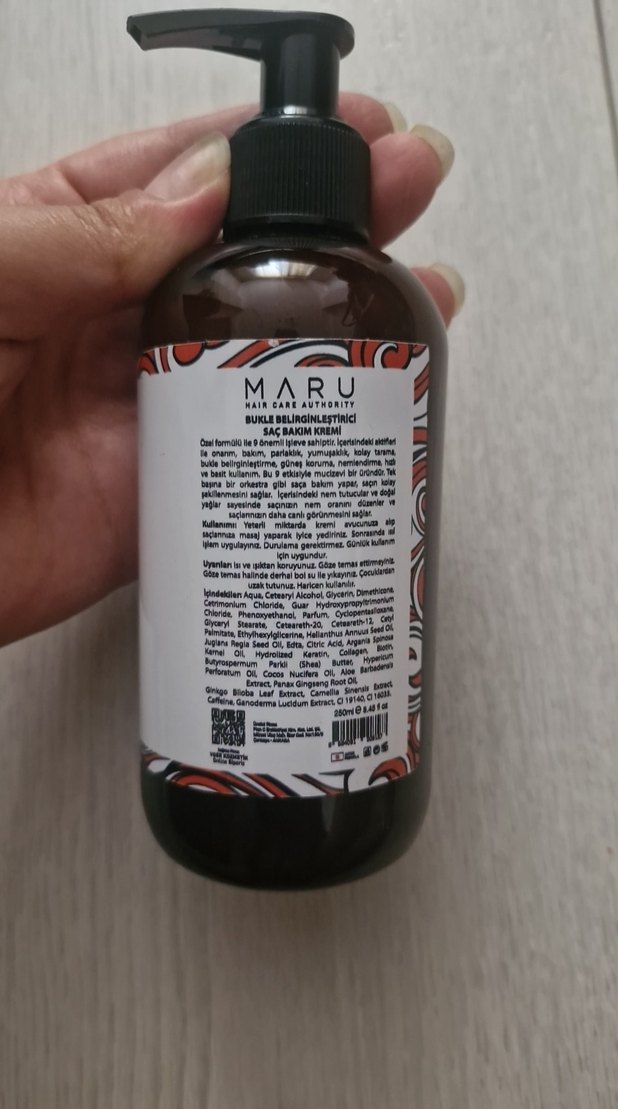 MARU
HAIR CARE AUTHORITY
BUKLE BELİRGİNLEŞTİRİCİ
SAÇ BAKIM KREMİ
Özel formülü ile 9 önemli işleve sahiptir. İçerisindeki aktifleri
ile onarım, bakım, parlaklık, yumuşaklık, kolay tarama,
bukle belirginleştirme, güneş koruma, nemlendirme, hızlı
ve basit kullanım. Bu 9 etkisiyle mucizevi bir üründür. Tek
başına bir orkestra gibi saça bakım yapar, saçın kolay
şekillenmesini sağlar. İçerisindeki nem tutucular ve doğal
yağlar sayesinde saçınızın nem oranını düzenler ve
saçlarınızın daha canlı görünmesini sağlar.
Kullanımı: Yeterli miktarda kremi avucunuza alıp
saçlarınıza masaj yaparak iyice yediriniz. Sonrasında ısıl
işlem uygulayınız. Durulama gerektirmez. Günlük kullanım
için uygundur.
Uyarılar: Isı ve ışıktan koruyunuz. Göze temas ettirmeyiniz.
Göze temas halinde derhal bol su ile yıkayınız. Çocuklardan
uzak tutunuz. Haricen kullanılır.
İçindekiler: Aqua, Cetearyl Alcohol, Glycerin, Dimethicone,
Cetrimonium Chloride, Guar Hydroxypropyltrimonium
Chloride, Phenoxyethanol, Parfum, Cyclopentasiloxane,
Glyceryl Stearate, Ceteareth-20, Ceteareth-12, Cetyl
Palmitate, Ethylhexylglicerine, Helianthus Annuus Seed Oil,
Juglans Regia Seed Oil, Edta, Citric Acid, Argania Spinosa
Kernel Oil, Hydrolized Keratin, Collagen, Biotin,
Butyrospermum Parkii (Shea) Butter, Hypericum
Perforatum Oil, Cocos Nucifera Oil, Aloe Barbadensis
Extract, Panax Gingseng Root Oil,
Ginkgo Biloba Leaf Extract, Camellia Sinensis Extract,
Caffeine, Ganoderma Lucidum Extract, CI 19140, CI 16035.
250ml ℮ 8.45 fl oz
VGSR KOZMETİK
Online Sipariş
ANKARA